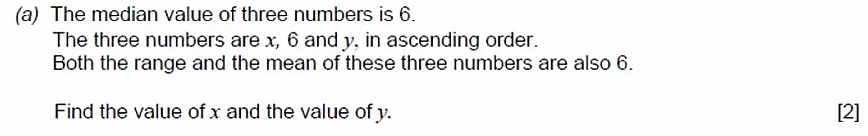 (a) The median value of three numbers is 6.
The three numbers are x, 6 and y, in ascending order.
Both the range and the mean of these three numbers are also 6.
Find the value of x and the value of y. [2]